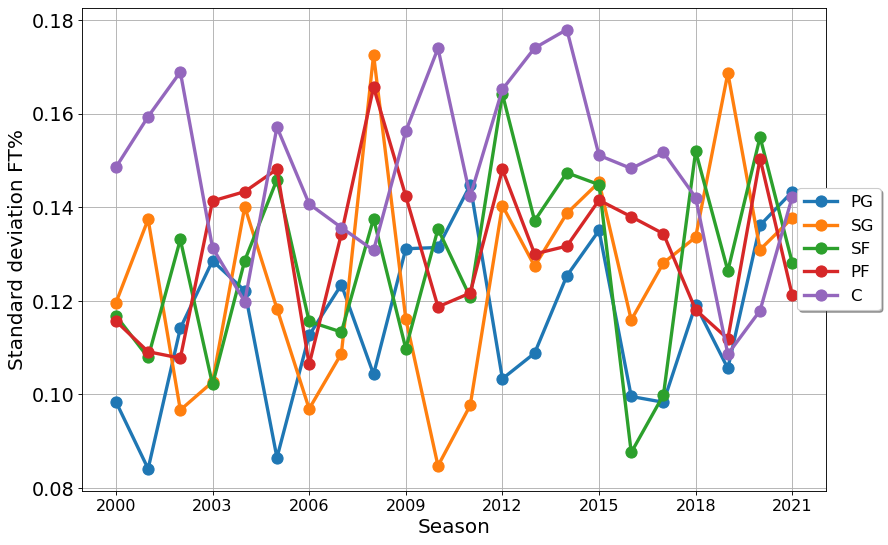 Standard deviation FT%
0.18
0.16
0.14
0.12
0.10
0.08
2000 2003 2006 2009 2012 2015 2018 2021
Season
PG
SG
SF
PF
C